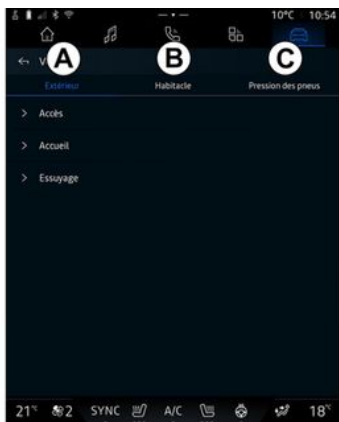 10°C 10:54
A B C
V
Extérieur Habitacle Pression des pneus
> Accès
> Accueil
> Essuyage
21°C 2 SYNC A/C 18°C